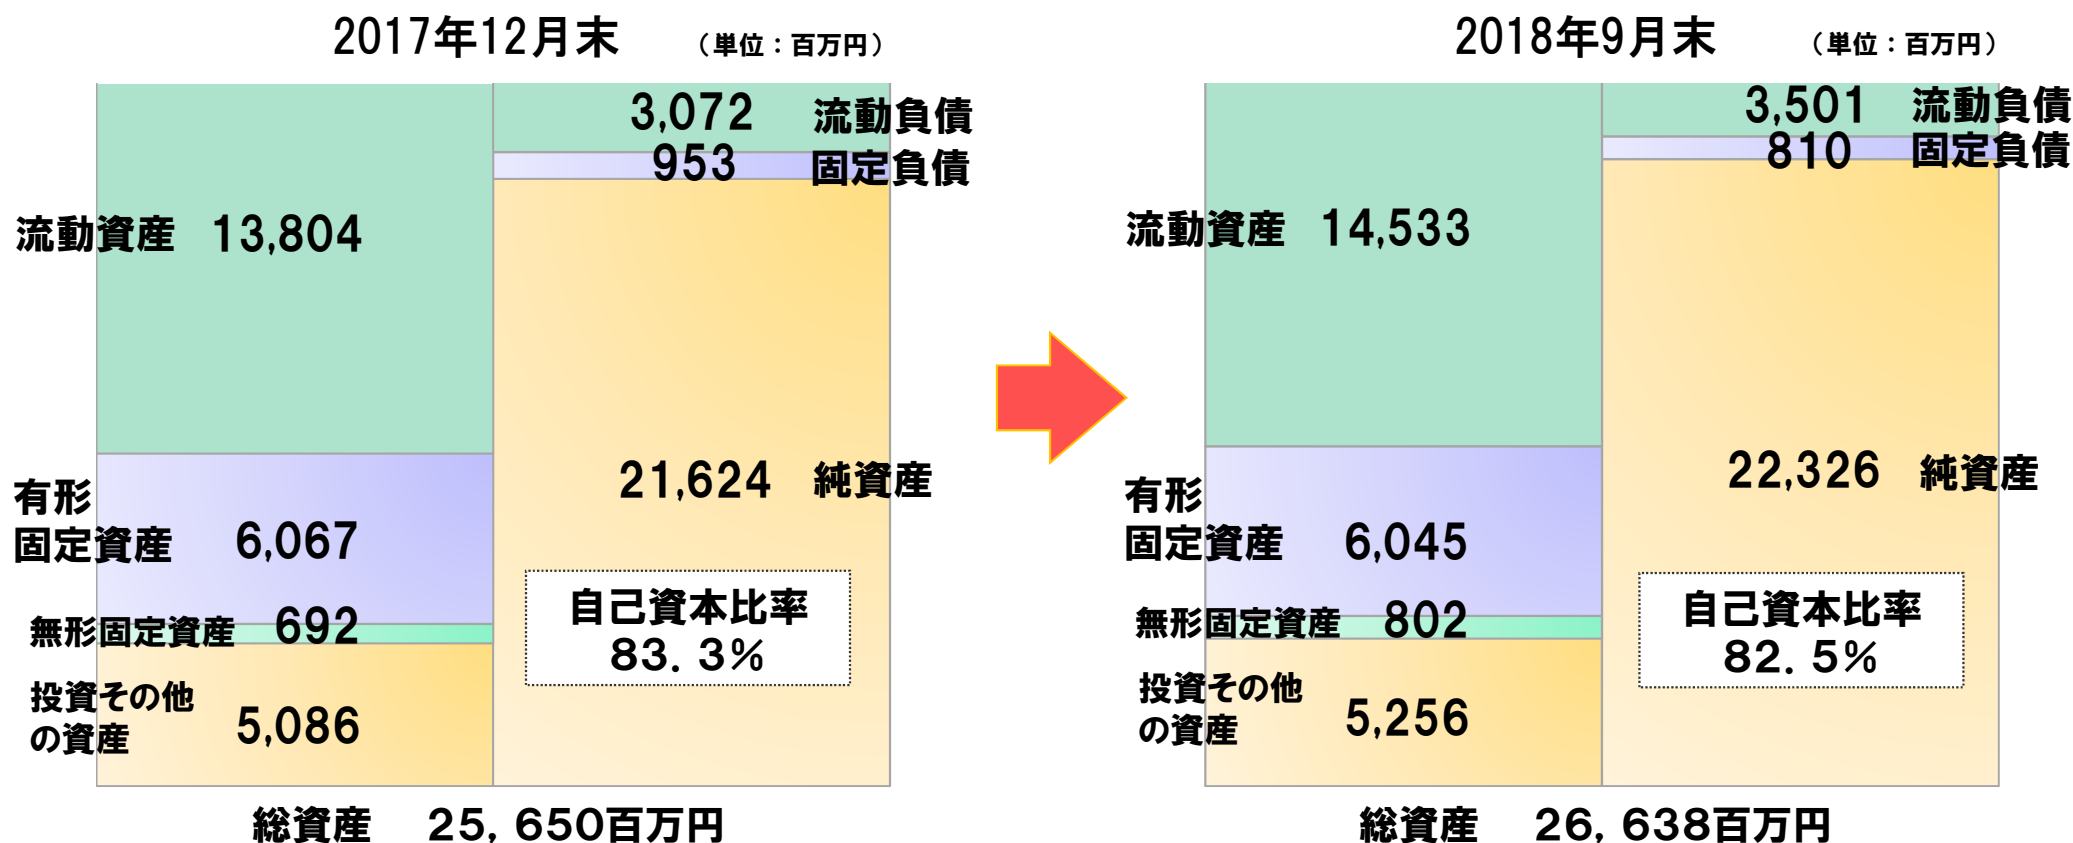 2017年12月末 （単位：百万円）
3,072 流動負債
953 固定負債
流動資産 13,804
21,624 純資産
有形
固定資産 6,067
自己資本比率
83．3％
無形固定資産 692
投資その他
の資産 5,086
総資産 25，650百万円
2018年9月末 （単位：百万円）
3,501 流動負債
810 固定負債
流動資産 14,533
22,326 純資産
有形
固定資産 6,045
自己資本比率
82．5％
無形固定資産 802
投資その他
の資産 5,256
総資産 26，638百万円